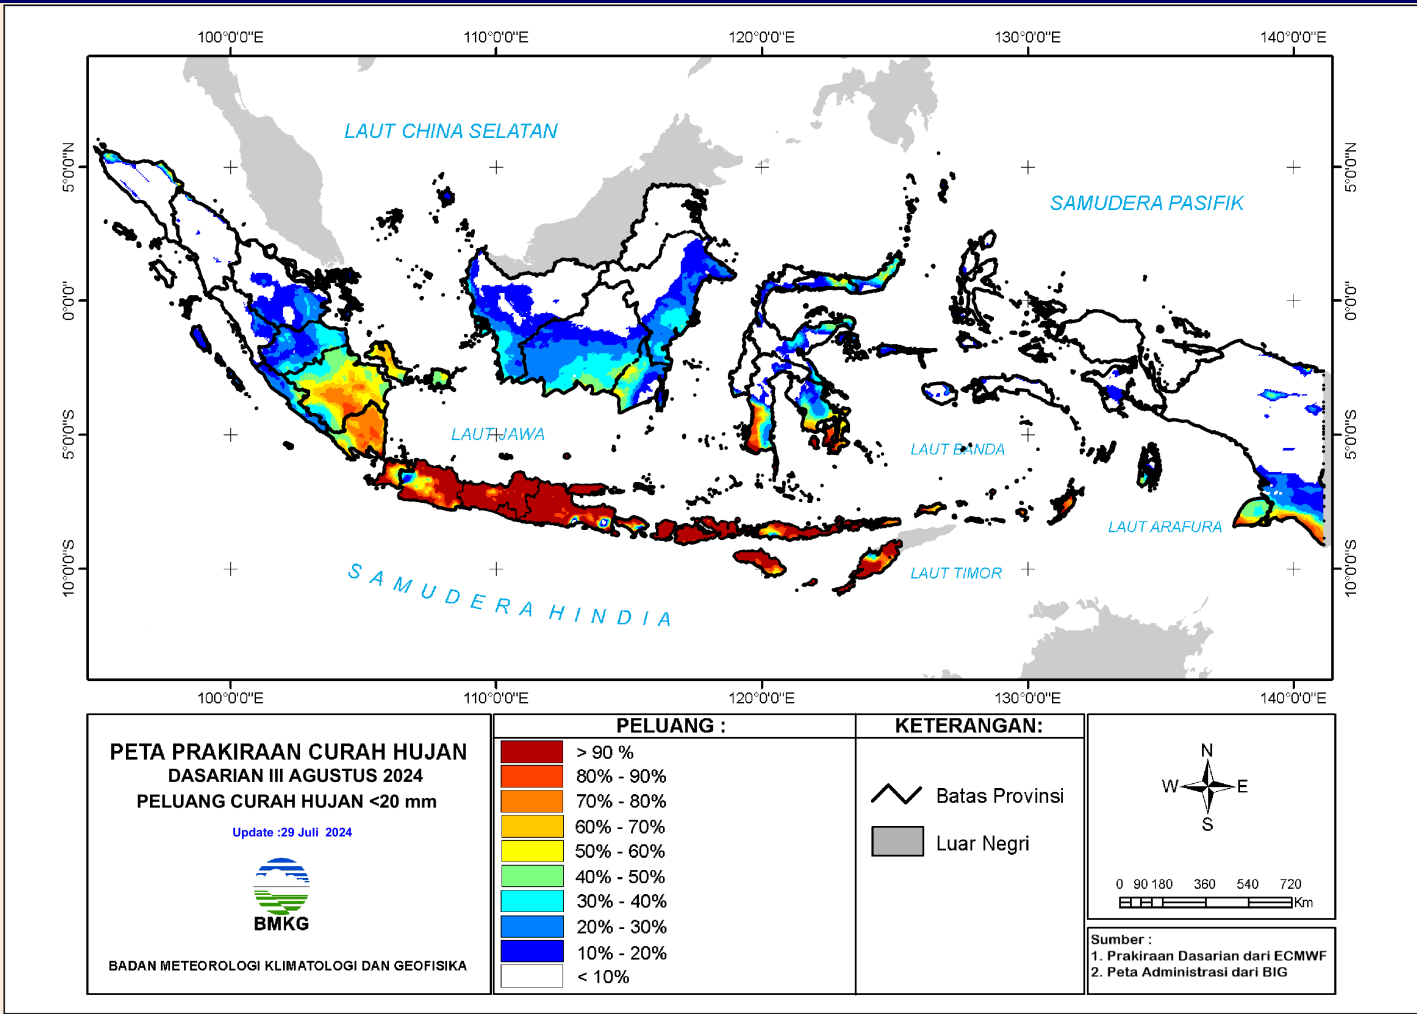 100°0'0"E
110°0'0"E
120°0'0"E
130°0'0"E
140°0'0"E
LAUT CHINA SELATAN
SAMUDERA PASIFIK
5°0'0"N
5°0'0"N
0°0'0"
0°0'0"
5°0'0"S
5°0'0"S
10°0'0"S
10°0'0"S
LAUT JAWA
LAUT BANDA
LAUT ARAFURA
LAUT TIMOR
SAMUDERA HINDIA
100°0'0"E
110°0'0"E
120°0'0"E
130°0'0"E
140°0'0"E
PETA PRAKIRAAN CURAH HUJAN
DASARIAN III AGUSTUS 2024
PELUANG CURAH HUJAN <20 mm
Update :29 Juli 2024
BMKG
BADAN METEOROLOGI KLIMATOLOGI DAN GEOFISIKA
PELUANG :
> 90 %
80% - 90%
70% - 80%
60% - 70%
50% - 60%
40% - 50%
30% - 40%
20% - 30%
10% - 20%
< 10%
KETERANGAN:
Batas Provinsi
Luar Negri
N
W
E
S
0 90 180 360 540 720
Km
Sumber :
1. Prakiraan Dasarian dari ECMWF
2. Peta Administrasi dari BIG